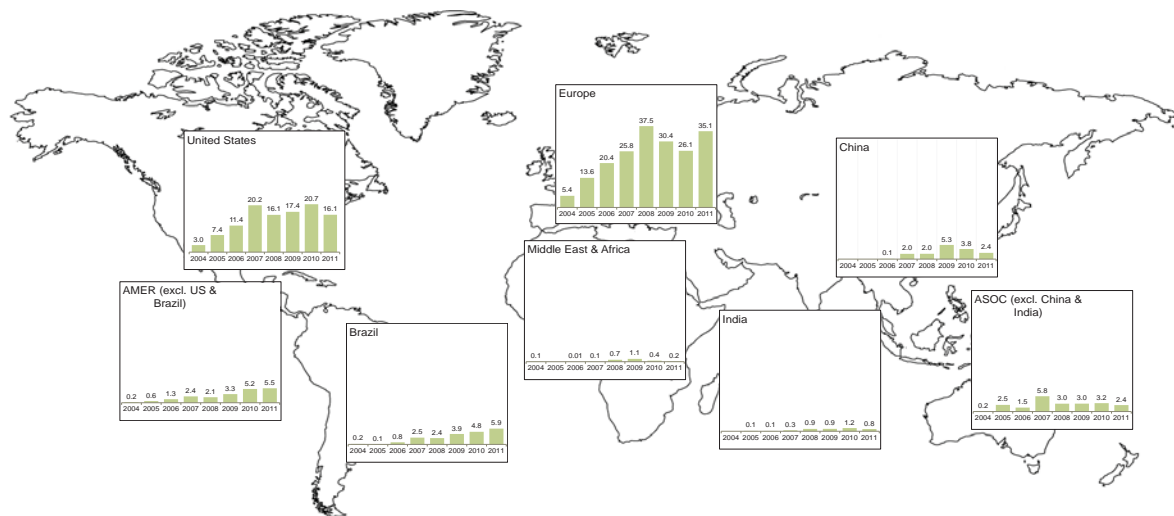 Europe
37.5
35.1
30.4
26.1
25.8
20.4
13.6
5.4
2004 2005 2006 2007 2008 2009 2010 2011
United States
20.2 20.7
17.4
16.1 16.1
11.4
7.4
3.0
2004 2005 2006 2007 2008 2009 2010 2011
China
0.1 2.0 2.0 5.3 3.8 2.4
2004 2005 2006 2007 2008 2009 2010 2011
Middle East & Africa
0.1 0.01 0.1 0.7 1.1 0.4 0.2
2004 2005 2006 2007 2008 2009 2010 2011
AMER (excl. US &
Brazil)
0.2 0.6 1.3 2.4 2.1 3.3 5.2 5.5
2004 2005 2006 2007 2008 2009 2010 2011
Brazil
0.2 0.1 0.8 2.5 2.4 3.9 4.8 5.9
2004 2005 2006 2007 2008 2009 2010 2011
India
0.1 0.1 0.3 0.9 0.9 1.2 0.8
2004 2005 2006 2007 2008 2009 2010 2011
ASOC (excl. China &
India)
0.2 2.5 1.5 5.8 3.0 3.0 3.2 2.4
2004 2005 2006 2007 2008 2009 2010 2011